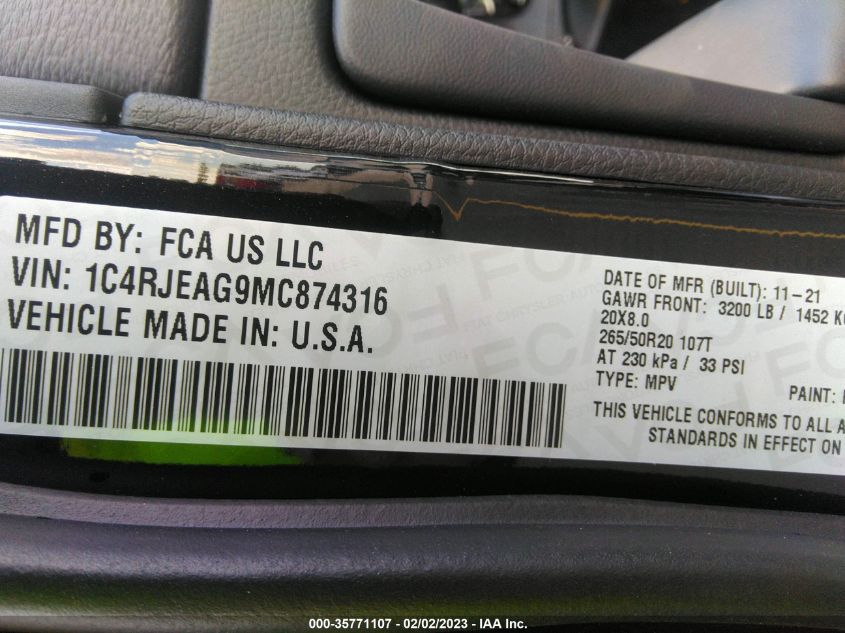 MFD BY: FCA US LLC
VIN: 1C4RJEAG9MC874316
VEHICLE MADE IN: U.S.A.
DATE OF MFR (BUILT): 11-21
GAWR FRONT: 3200 LB / 1452 K
20X8.0
265/50R20 107T
AT 230 kPa / 33 PSI
TYPE: MPV PAINT:
THIS VEHICLE CONFORMS TO ALL A
STANDARDS IN EFFECT ON
000-35771107 - 02/02/2023 - IAA Inc.